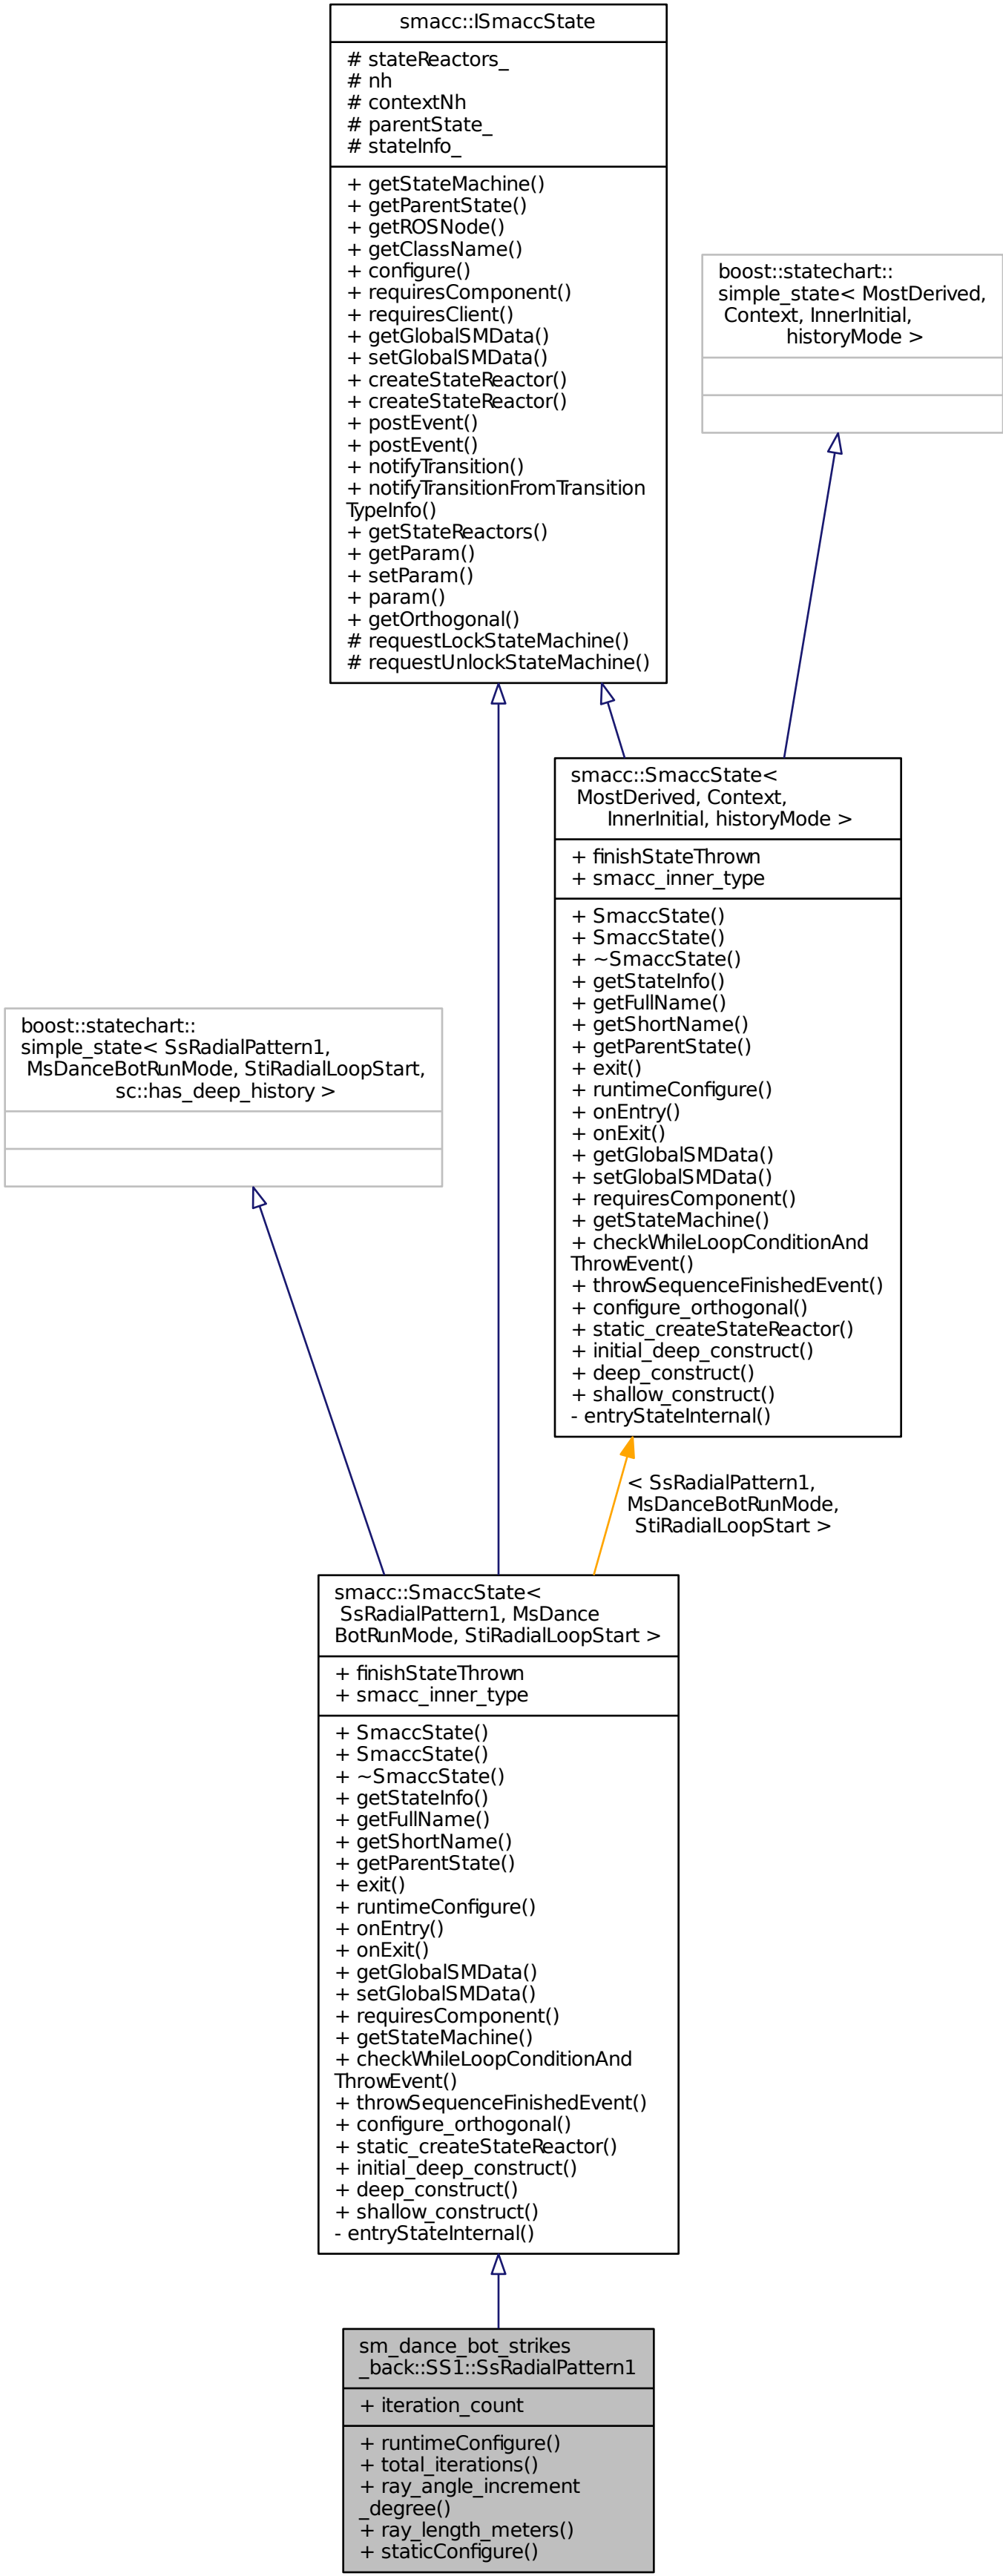 smacc::ISmaccState
# stateReactors_
# nh
# contextNh
# parentState_
# stateInfo_
+ getStateMachine()
+ getParentState()
+ getROSNode()
+ getClassName()
+ configure()
+ requiresComponent()
+ requiresClient()
+ getGlobalSMData()
+ setGlobalSMData()
+ createStateReactor()
+ createStateReactor()
+ postEvent()
+ postEvent()
+ notifyTransition()
+ notifyTransitionFromTransition
TypeInfo()
+ getStateReactors()
+ getParam()
+ setParam()
+ param()
+ getOrthogonal()
# requestLockStateMachine()
# requestUnlockStateMachine()
boost::statechart::
simple_state< MostDerived,
Context, InnerInitial,
historyMode >
smacc::SmaccState<
MostDerived, Context,
InnerInitial, historyMode >
+ finishStateThrown
+ smacc_inner_type
+ SmaccState()
+ SmaccState()
+ ~SmaccState()
+ getStateInfo()
+ getFullName()
+ getShortName()
+ getParentState()
+ exit()
+ runtimeConfigure()
+ onEntry()
+ onExit()
+ getGlobalSMData()
+ setGlobalSMData()
+ requiresComponent()
+ getStateMachine()
+ checkWhileLoopConditionAnd
ThrowEvent()
+ throwSequenceFinishedEvent()
+ configure_orthogonal()
+ static_createStateReactor()
+ initial_deep_construct()
+ deep_construct()
+ shallow_construct()
- entryStateInternal()
boost::statechart::
simple_state< SsRadialPattern1,
MsDanceBotRunMode, StiRadialLoopStart,
sc::has_deep_history >
< SsRadialPattern1,
MsDanceBotRunMode,
StiRadialLoopStart >
smacc::SmaccState<
SsRadialPattern1, MsDance
BotRunMode, StiRadialLoopStart >
+ finishStateThrown
+ smacc_inner_type
+ SmaccState()
+ SmaccState()
+ ~SmaccState()
+ getStateInfo()
+ getFullName()
+ getShortName()
+ getParentState()
+ exit()
+ runtimeConfigure()
+ onEntry()
+ onExit()
+ getGlobalSMData()
+ setGlobalSMData()
+ requiresComponent()
+ getStateMachine()
+ checkWhileLoopConditionAnd
ThrowEvent()
+ throwSequenceFinishedEvent()
+ configure_orthogonal()
+ static_createStateReactor()
+ initial_deep_construct()
+ deep_construct()
+ shallow_construct()
- entryStateInternal()
sm_dance_bot_strikes
_back::SS1::SsRadialPattern1
+ iteration_count
+ runtimeConfigure()
+ total_iterations()
+ ray_angle_increment
_degree()
+ ray_length_meters()
+ staticConfigure()